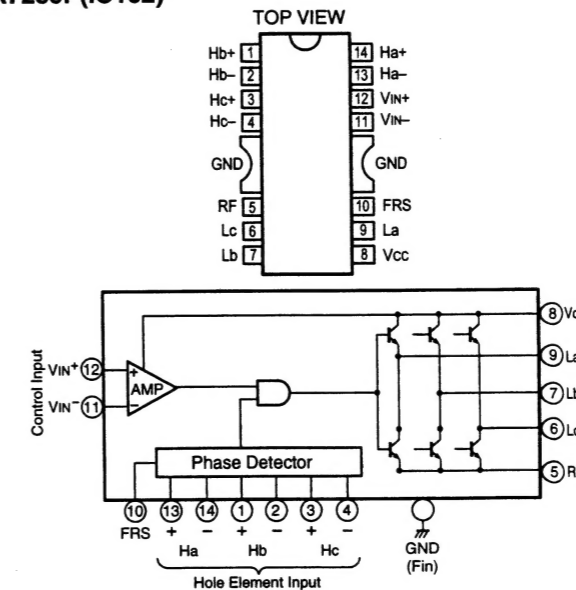 TOP VIEW
Hb+ 1 14 Ha+
Hb– 2 13 Ha–
Hc+ 3 12 VIN+
Hc– 4 11 VIN–
GND GND
RF 5 10 FRS
Lc 6 9 La
Lb 7 8 Vcc
8
9
7
6
5
Control Input
VIN+ 12 +
AMP
VIN– 11 –
Phase Detector
10 13 14 1 2 3 4
FRS + – + – + –
Ha Hb Hc
GND
(Fin)
Hole Element Input